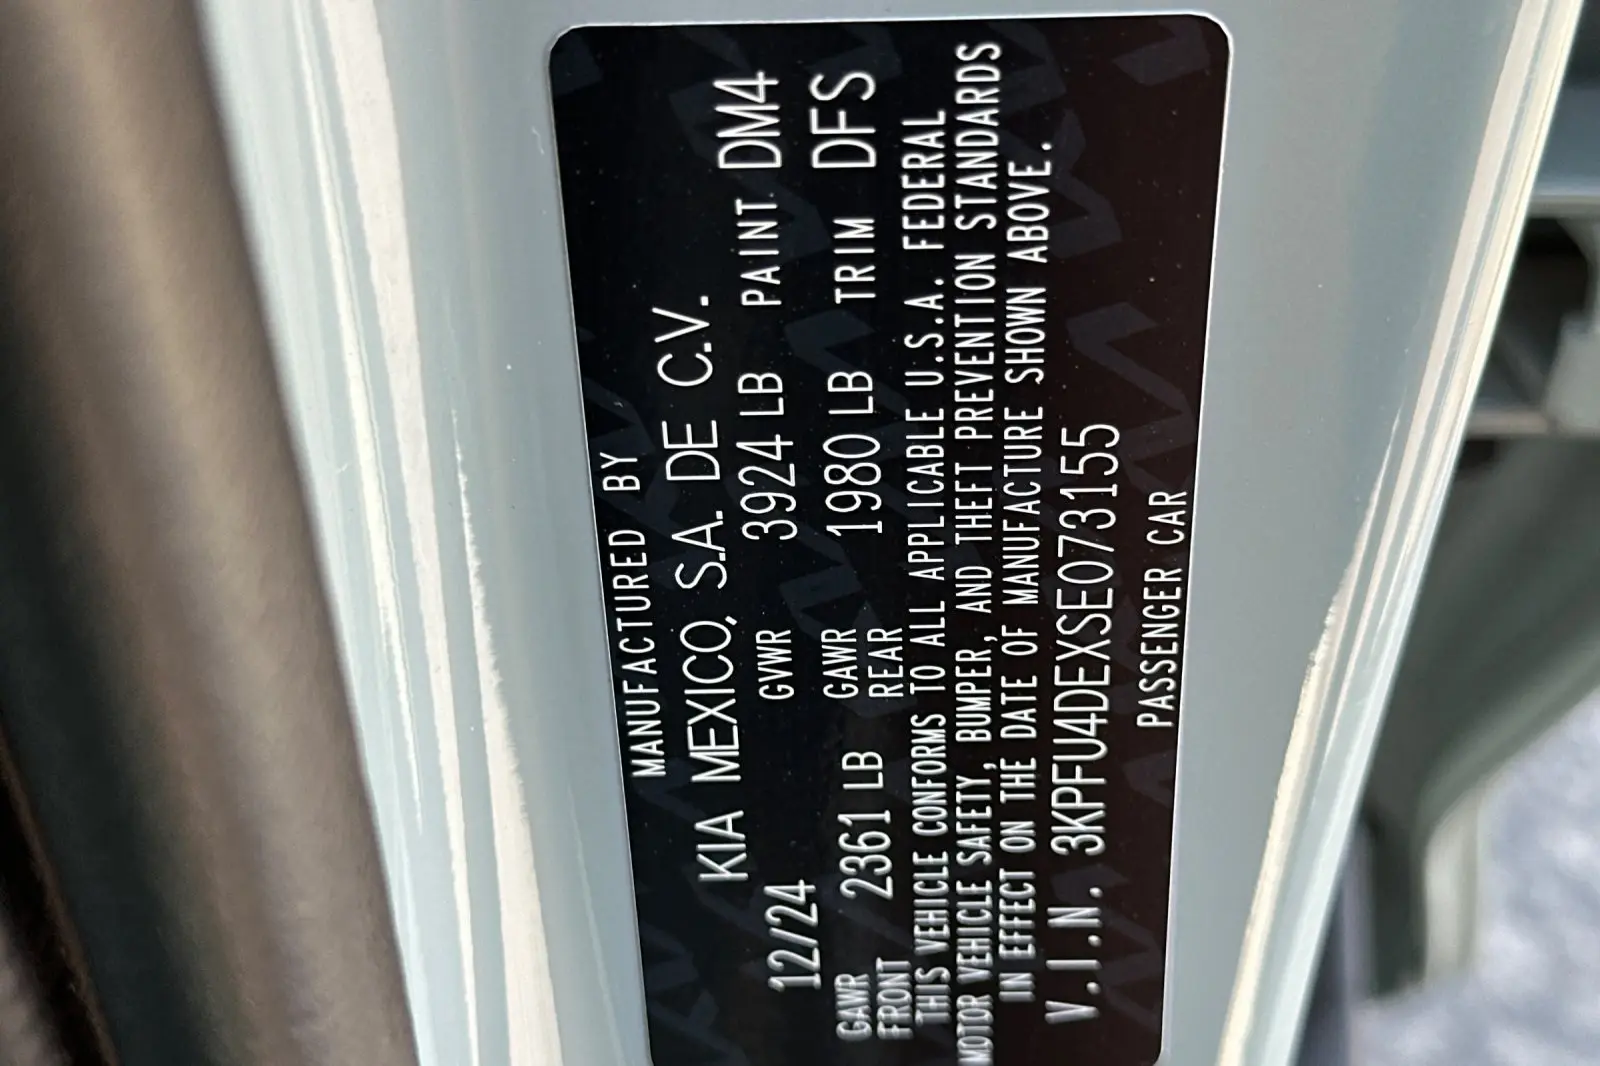 MANUFACTURED BY
KIA MEXICO, S.A. DE C.V.
12/24 GVWR 3924 LB PAINT DM4
GAWR FRONT 2361 LB GAWR REAR 1980 LB TRIM DFS
THIS VEHICLE CONFORMS TO ALL APPLICABLE U.S.A. FEDERAL
MOTOR VEHICLE SAFETY, BUMPER, AND THEFT PREVENTION STANDARDS
IN EFFECT ON THE DATE OF MANUFACTURE SHOWN ABOVE.
V.I.N. 3KPFU4DEXSE073155
PASSENGER CAR